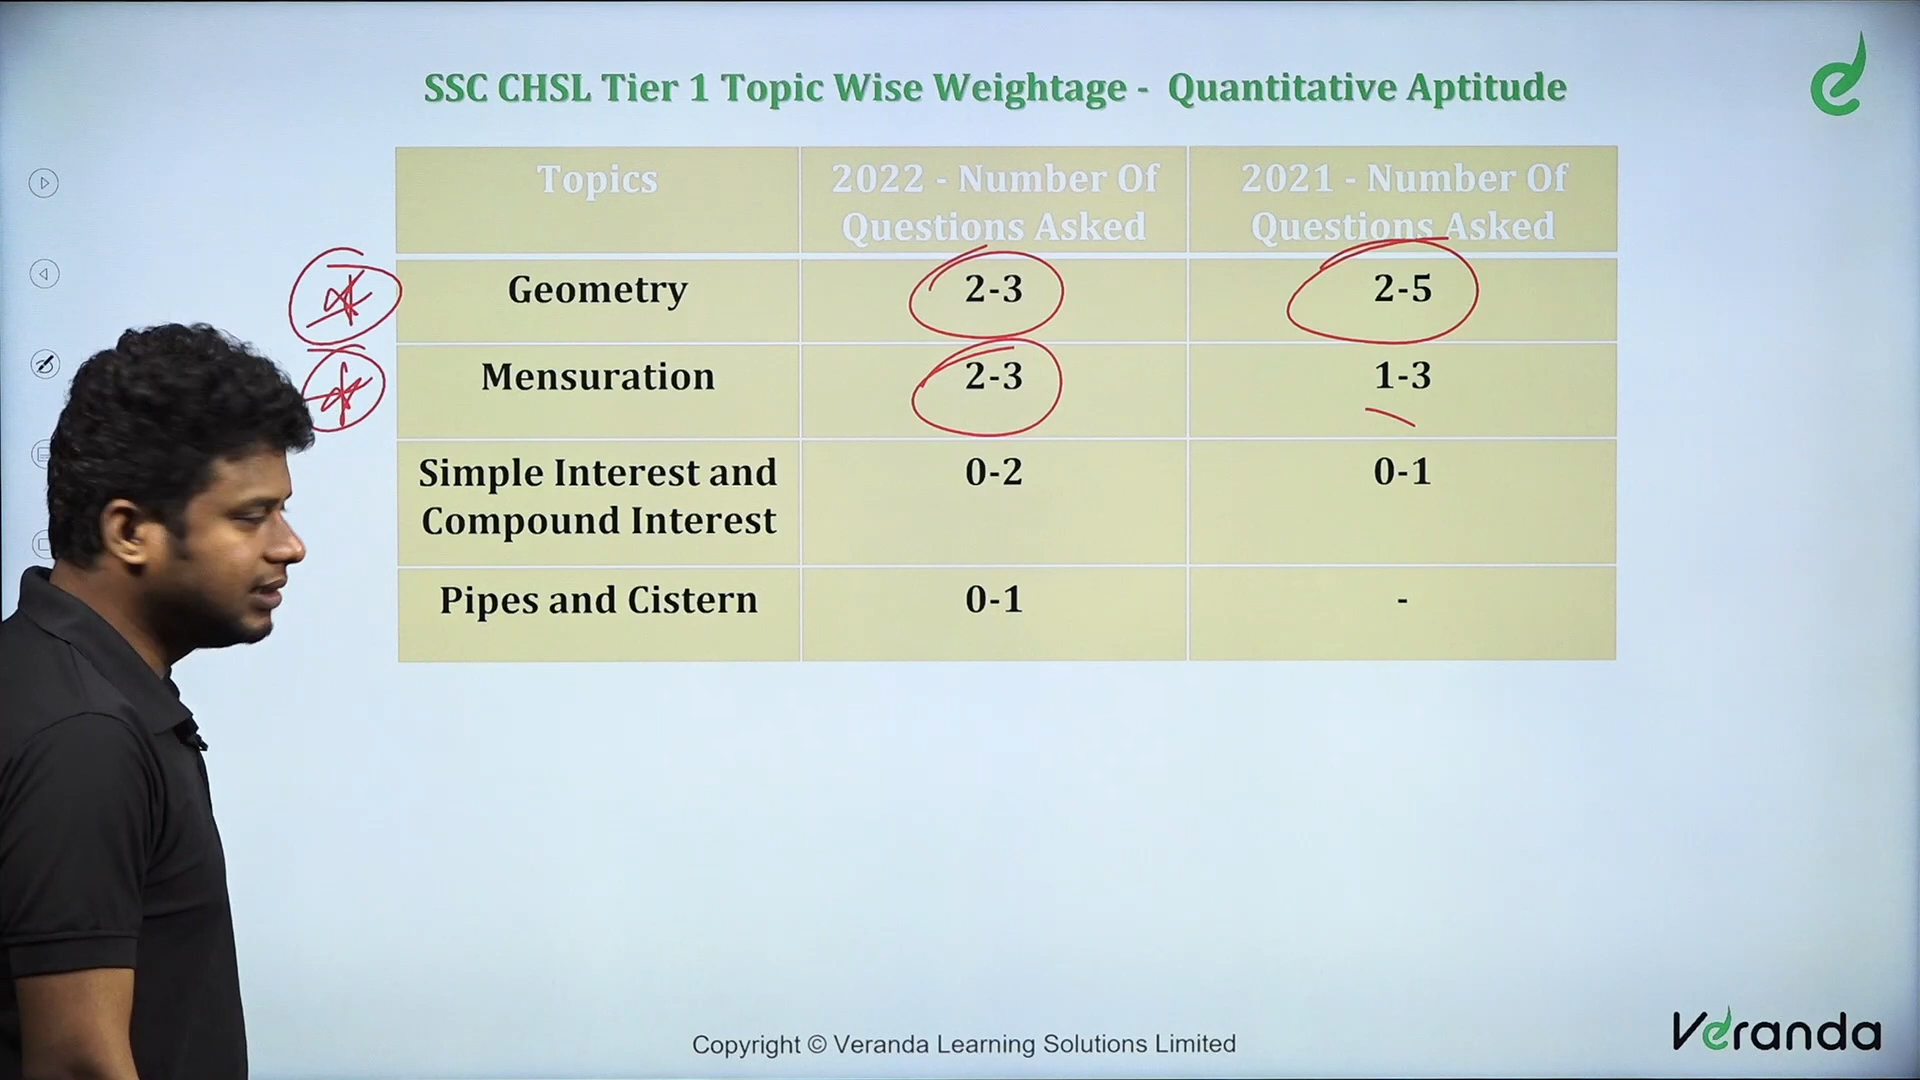 SSC CHSL Tier 1 Topic Wise Weightage - Quantitative Aptitude
Topics
2022 - Number Of
Questions Asked
2021 - Number Of
Questions Asked
Geometry
2-3
2-5
Mensuration
2-3
1-3
Simple Interest and
Compound Interest
0-2
0-1
Pipes and Cistern
0-1
-
Copyright © Veranda Learning Solutions Limited
Veranda